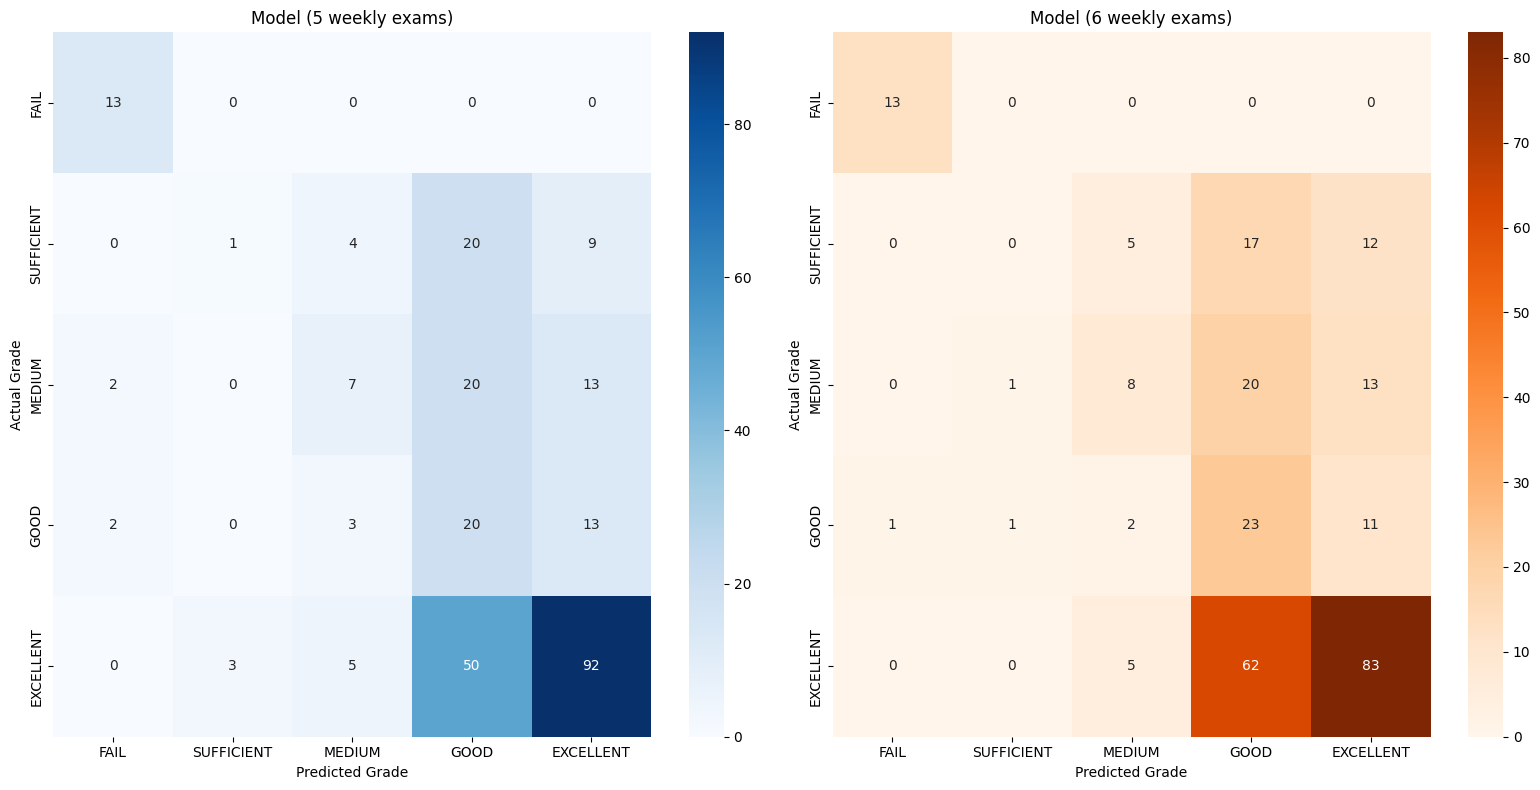 Model (5 weekly exams)
FAIL
SUFFICIENT
MEDIUM
GOOD
EXCELLENT
Actual Grade
13 0 0 0 0
0 1 4 20 9
2 0 7 20 13
2 0 3 20 13
0 3 5 50 92
FAIL SUFFICIENT MEDIUM GOOD EXCELLENT
Predicted Grade
80
60
40
20
0
Model (6 weekly exams)
FAIL
SUFFICIENT
MEDIUM
GOOD
EXCELLENT
Actual Grade
13 0 0 0 0
0 0 5 17 12
0 1 8 20 13
1 1 2 23 11
0 0 5 62 83
FAIL SUFFICIENT MEDIUM GOOD EXCELLENT
Predicted Grade
80
70
60
50
40
30
20
10
0